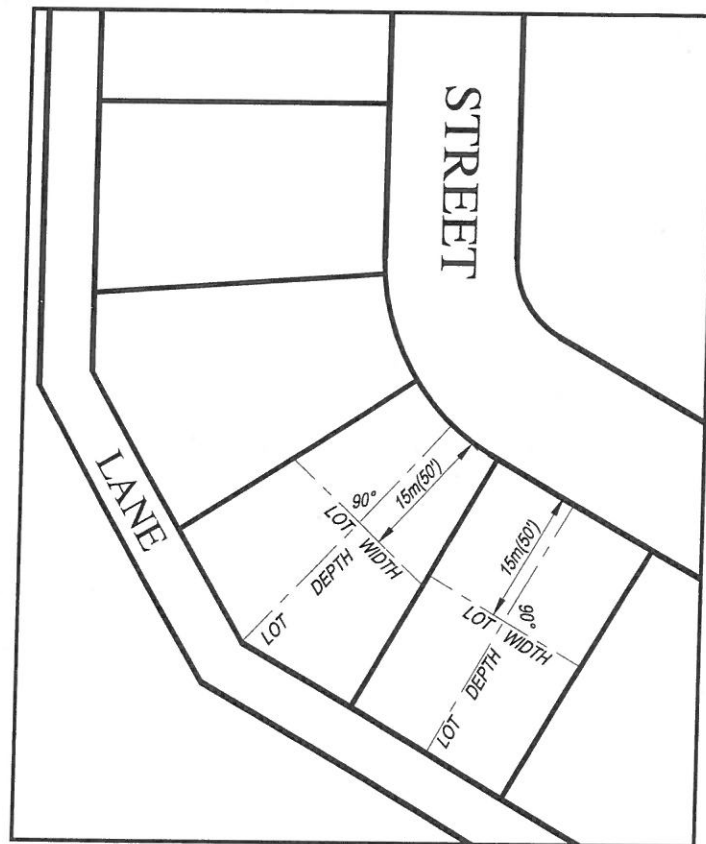 STREET
LANE
90°
15m(50')
LOT WIDTH
LOT DEPTH
15m(50')
90°
LOT WIDTH
LOT DEPTH